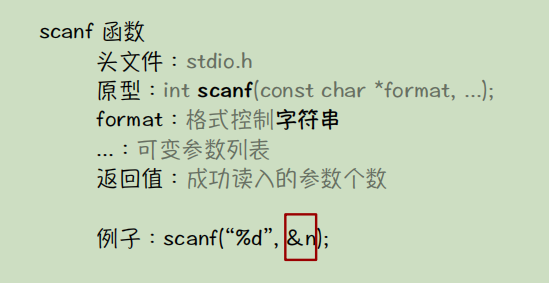 scanf 函数
头文件：stdio.h
原型：int scanf(const char *format, ...);
format：格式控制字符串
...：可变参数列表
返回值：成功读入的参数个数
例子：scanf(“%d”, &n);